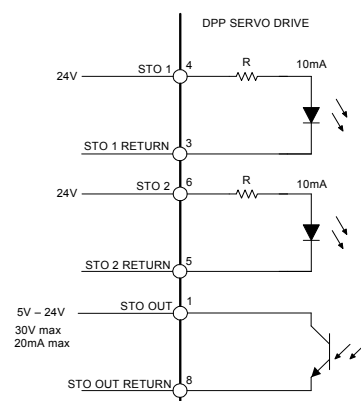 DPP SERVO DRIVE
24V STO 1 4 R 10mA
STO 1 RETURN 3
24V STO 2 6 R 10mA
STO 2 RETURN 5
5V – 24V STO OUT 1
30V max
20mA max
STO OUT RETURN 8